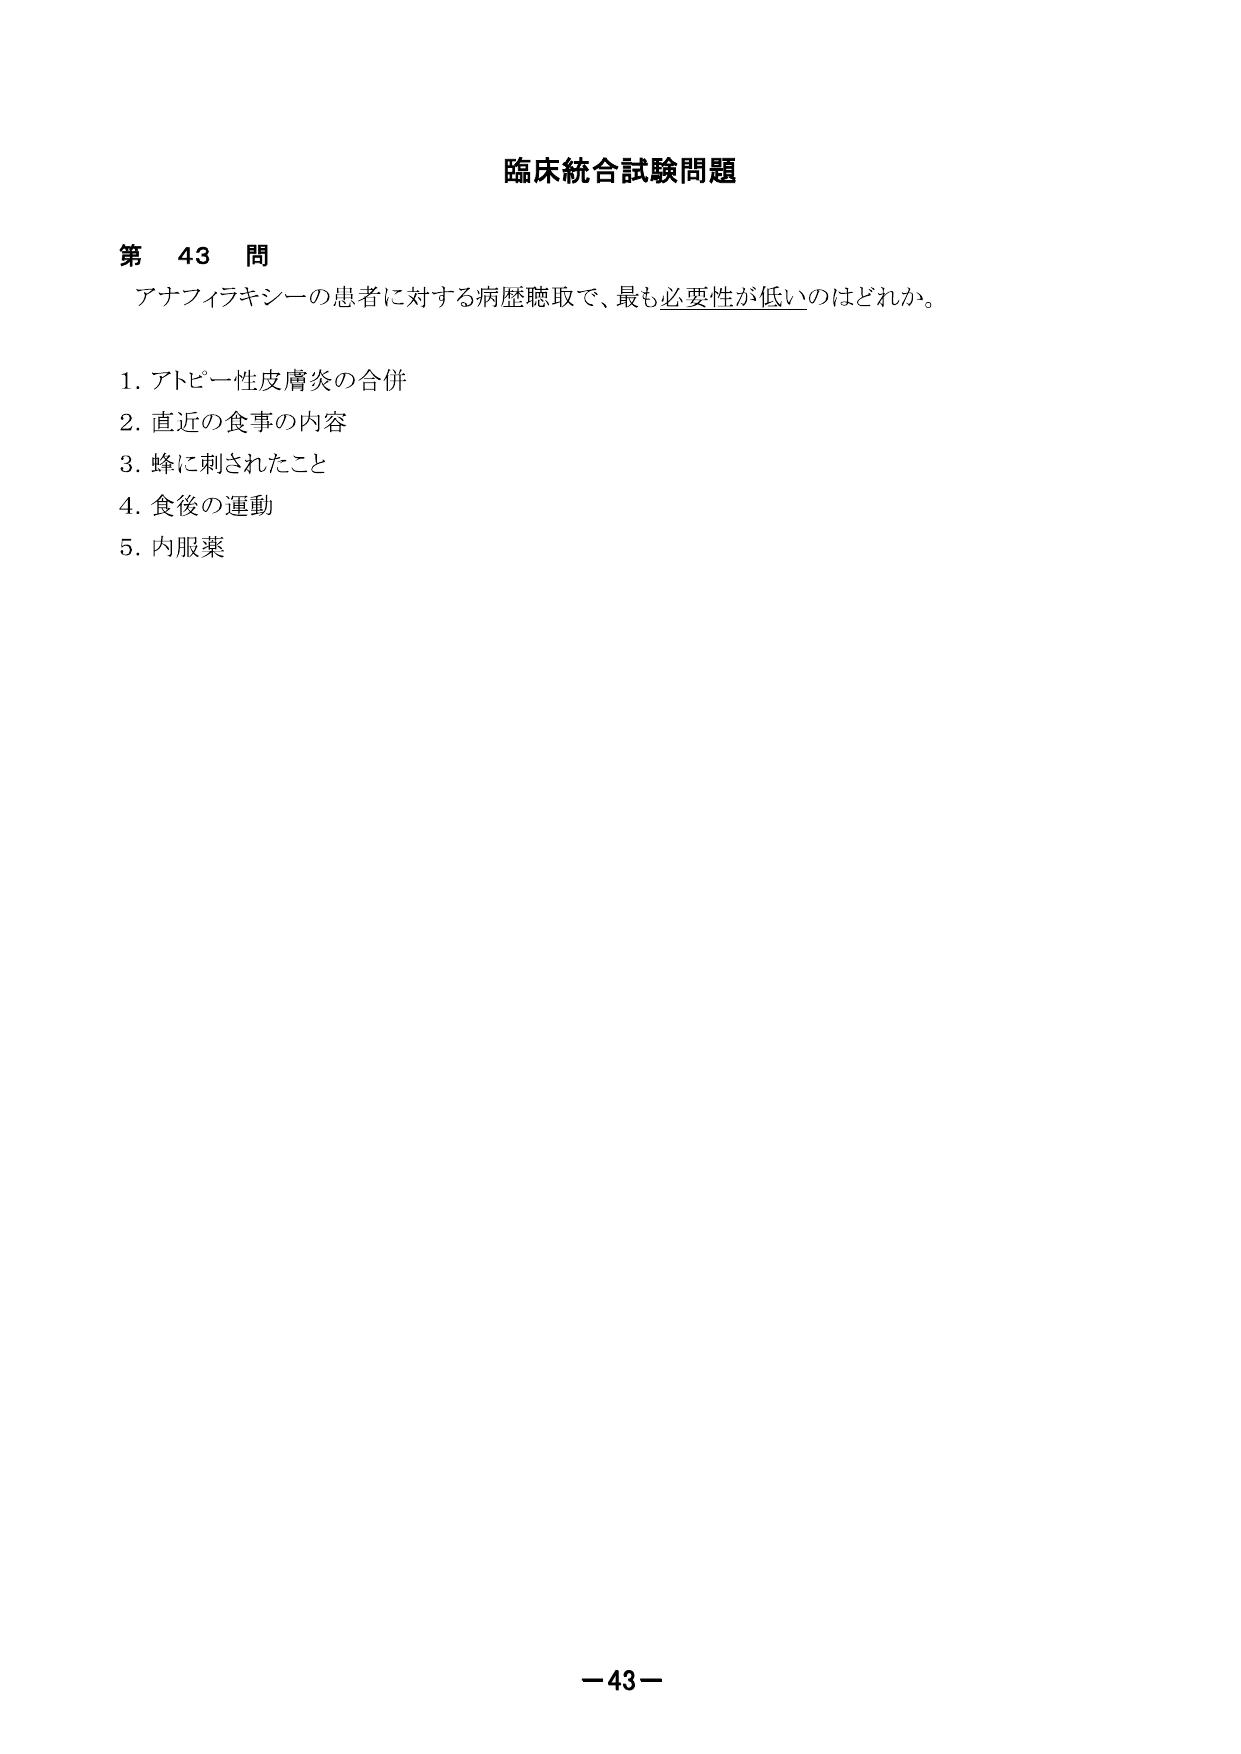 臨床統合試験問題
第 43 問
アナフィラキシーの患者に対する病歴聴取で、最も必要性が低いのはどれか。
1. アトピー性皮膚炎の合併
2. 直近の食事の内容
3. 蜂に刺されたこと
4. 食後の運動
5. 内服薬
－43－